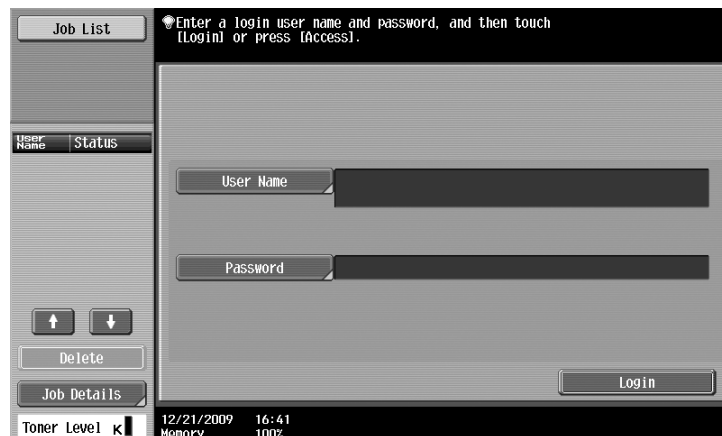 Job List
Enter a login user name and password, and then touch
[Login] or press [Access].
User Name
Status
User Name
Password
Delete
Job Details
Login
Toner Level K
12/21/2009 16:41
Memory 100%